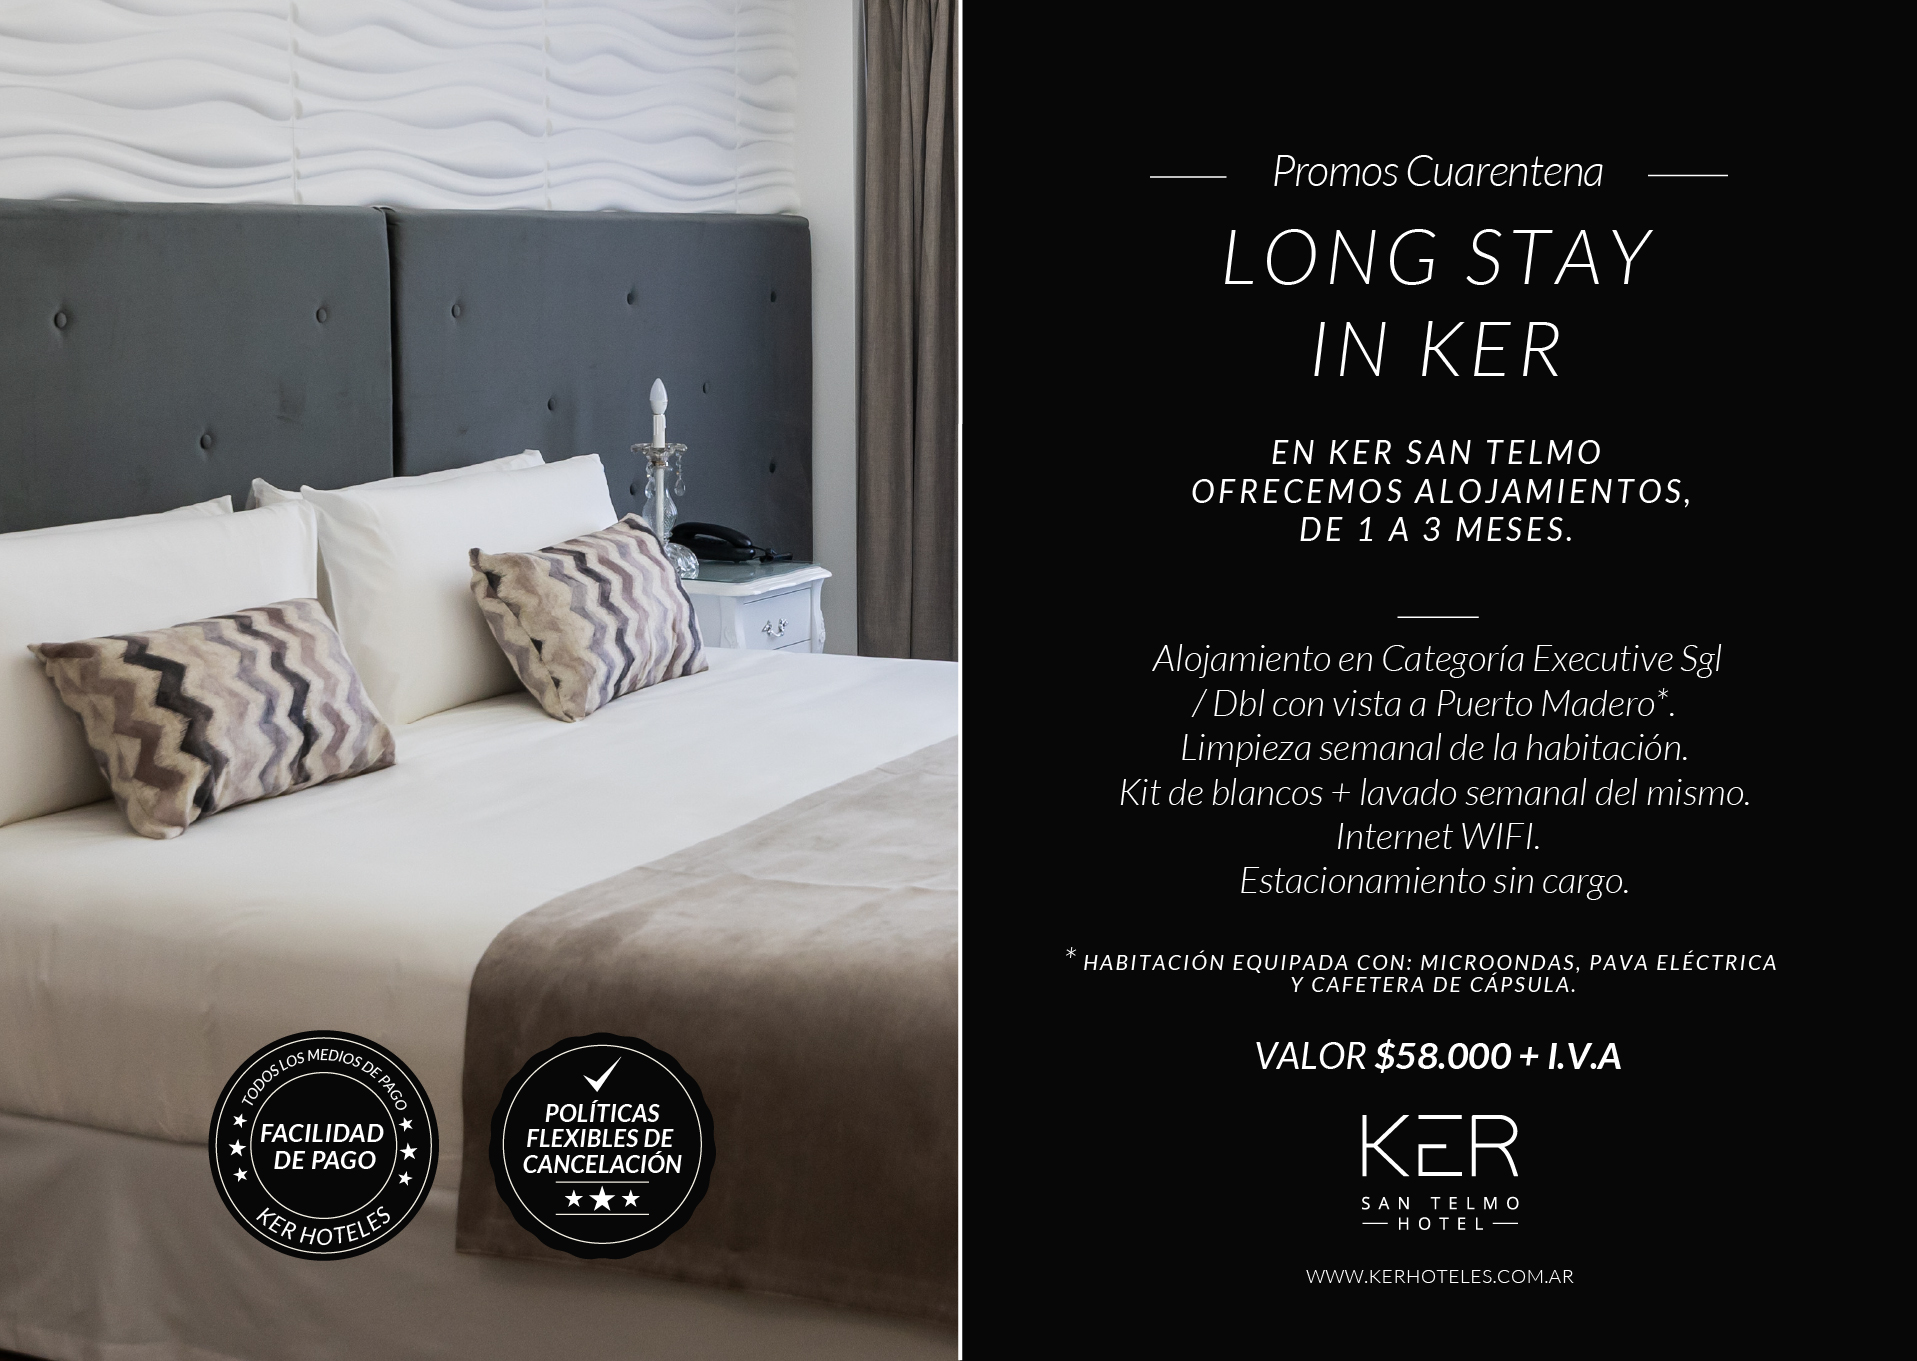 Promos Cuarentena
LONG STAY
IN KER
EN KER SAN TELMO
OFRECEMOS ALOJAMIENTOS,
DE 1 A 3 MESES.
Alojamiento en Categoría Executive Sgl
/ Dbl con vista a Puerto Madero*.
Limpieza semanal de la habitación.
Kit de blancos + lavado semanal del mismo.
Internet WIFI.
Estacionamiento sin cargo.
* HABITACIÓN EQUIPADA CON: MICROONDAS, PAVA ELÉCTRICA
Y CAFETERA DE CÁPSULA.
VALOR $58.000 + I.V.A
KER
SAN TELMO
HOTEL
WWW.KERHOTELES.COM.AR
TODOS LOS MEDIOS DE PAGO
FACILIDAD
DE PAGO
KER HOTELES
POLÍTICAS
FLEXIBLES DE
CANCELACIÓN